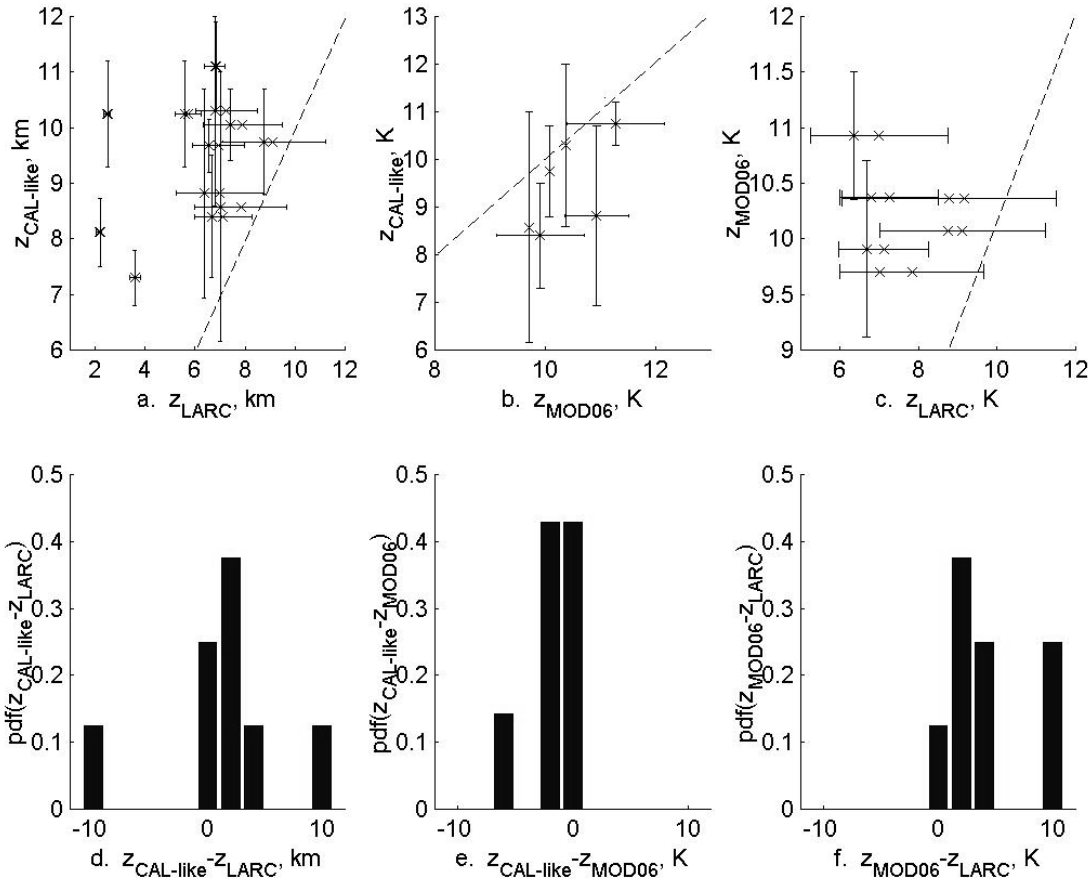 12
11
10
9
8
7
6
z_CAL-like, km
2 4 6 8 10 12
a. z_LARC, km
13
12
11
10
9
8
7
6
z_CAL-like, K
8 10 12
b. z_MOD06, K
12
11.5
11
10.5
10
9.5
9
z_MOD06, K
6 7 8 9 10 11 12
c. z_LARC, K
0.5
0.4
0.3
0.2
0.1
0
pdf(z_CAL-like-z_LARC)
-10 0 10
d. z_CAL-like-z_LARC, km
0.5
0.4
0.3
0.2
0.1
0
pdf(z_CAL-like-z_MOD06)
-10 0 10
e. z_CAL-like-z_MOD06, K
0.5
0.4
0.3
0.2
0.1
0
pdf(z_MOD06-z_LARC)
-10 0 10
f. z_MOD06-z_LARC, K